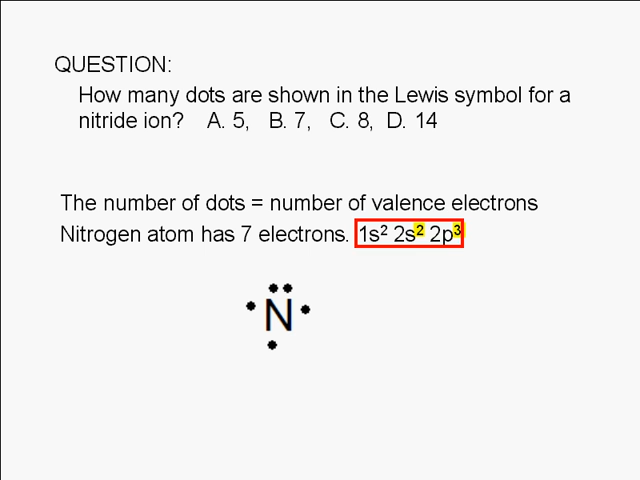 QUESTION:
How many dots are shown in the Lewis symbol for a
nitride ion? A. 5, B. 7, C. 8, D. 14
The number of dots = number of valence electrons
Nitrogen atom has 7 electrons. 1s² 2s² 2p³
N